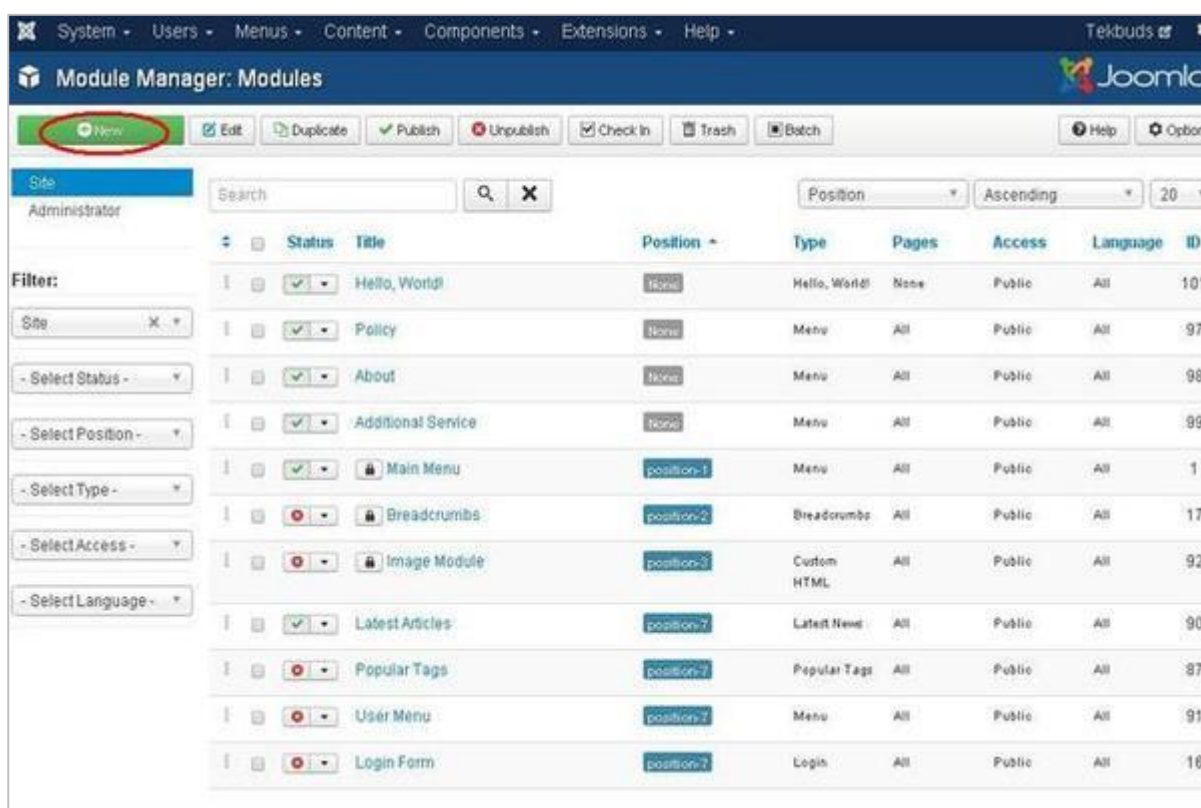 System Users Menus Content Components Extensions Help Tekbuds
Module Manager: Modules
New Edit Duplicate Publish Unpublish Check In Trash Batch Help
Site
Administrator
Search Position Ascending 20
Status Title Position Type Pages Access Language ID
Filter:
Site
- Select Status -
- Select Position -
- Select Type -
- Select Access -
- Select Language -
Hello, World! None Hello, World! None Public All
Policy None Menu All Public All 97
About None Menu All Public All 98
Additional Service None Menu All Public All 99
Main Menu position-1 Menu All Public All 1
Breadcrumbs position-2 Breadcrumbs All Public All 17
Image Module position-3 Custom HTML All Public All 92
Latest Articles position-7 Latest News All Public All 90
Popular Tags position-7 Popular Tags All Public All 87
User Menu position-7 Menu All Public All 91
Login Form position-7 Login All Public All 16